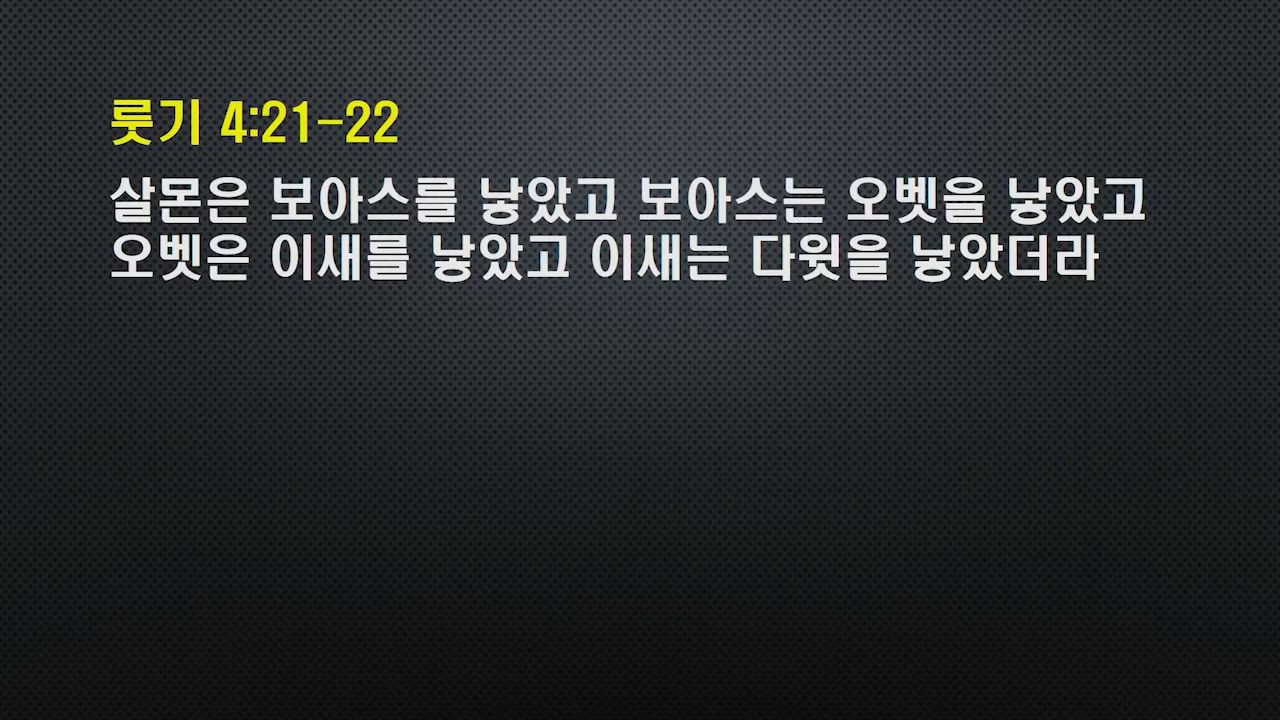 룻기 4:21-22
살몬은 보아스를 낳았고 보아스는 오벳을 낳았고
오벳은 이새를 낳았고 이새는 다윗을 낳았더라